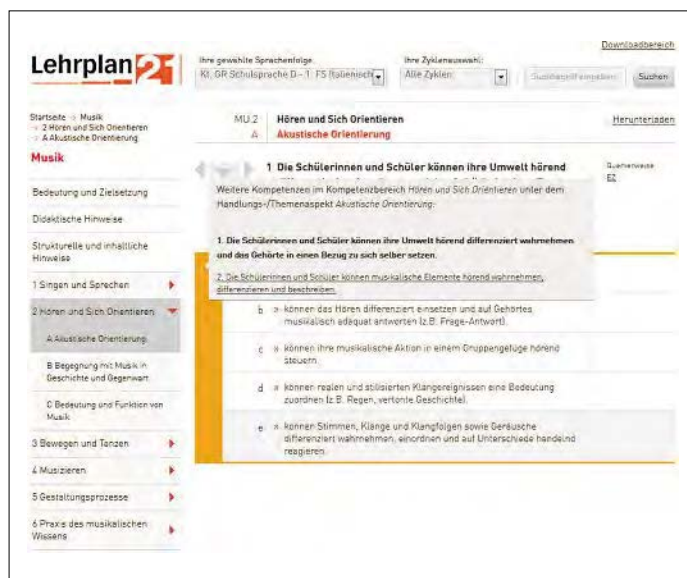 Downloadbereich
Lehrplan 21
Ihre gewählte Sprachenfolge:
Kt. GR Schulsprache D - 1. FS Italienisch
Ihre Zyklenauswahl:
Alle Zyklen
Suchbegriff eingeben
Suchen
Startseite » Musik
» 2 Hören und Sich Orientieren
» A Akustische Orientierung
Musik
Bedeutung und Zielsetzung
Didaktische Hinweise
Strukturelle und inhaltliche
Hinweise
1 Singen und Sprechen
2 Hören und Sich Orientieren
A Akustische Orientierung
B Begegnung mit Musik in
Geschichte und Gegenwart
C Bedeutung und Funktion von
Musik
3 Bewegen und Tanzen
4 Musizieren
5 Gestaltungsprozesse
6 Praxis des musikalischen
Wissens
MU.2 Hören und Sich Orientieren
Herunterladen
A Akustische Orientierung
1 Die Schülerinnen und Schüler können ihre Umwelt hörend
Querverweise
EZ
Weitere Kompetenzen im Kompetenzbereich Hören und Sich Orientieren unter dem
Handlungs-/Themenaspekt Akustische Orientierung:
1. Die Schülerinnen und Schüler können ihre Umwelt hörend differenziert wahrnehmen
und das Gehörte in einen Bezug zu sich selber setzen.
2. Die Schülerinnen und Schüler können musikalische Elemente hörend wahrnehmen,
differenzieren und beschreiben.
b » können das Hören differenziert einsetzen und auf Gehörtes
musikalisch adäquat antworten (z.B. Frage-Antwort).
c » können ihre musikalische Aktion in einem Gruppengefüge hörend
steuern.
d » können realen und stilisierten Klangereignissen eine Bedeutung
zuordnen (z.B. Regen, vertonte Geschichte).
e » können Stimmen, Klänge und Klangfolgen sowie Geräusche
differenziert wahrnehmen, einordnen und auf Unterschiede handelnd
reagieren.